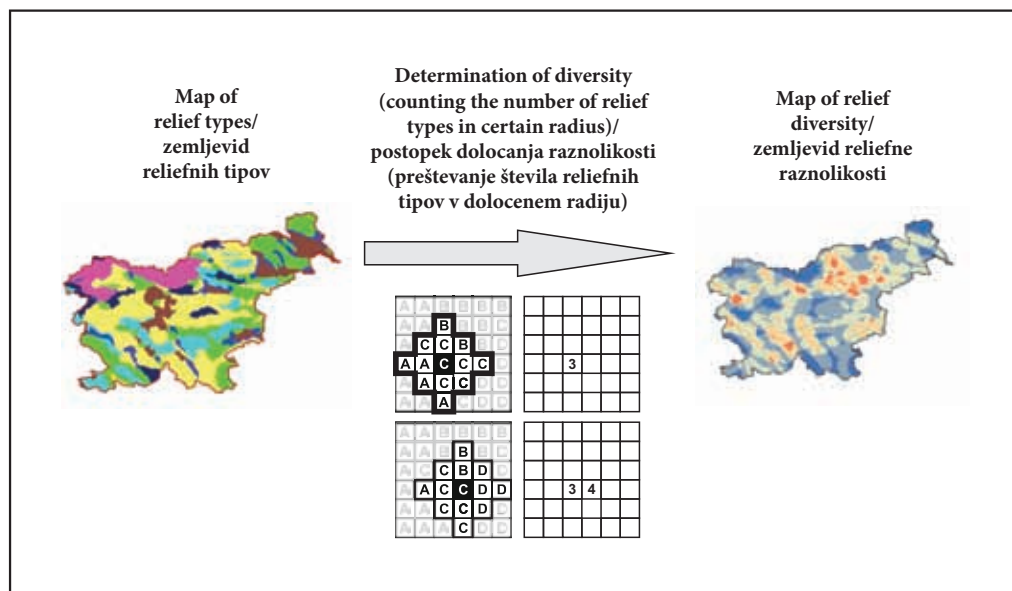 Map of
relief types/
zemljevid
reliefnih tipov
Determination of diversity
(counting the number of relief
types in certain radius)/
postopek dolocanja raznolikosti
(preštevanje števila reliefnih
tipov v dolocenem radiju)
Map of relief
diversity/
zemljevid reliefne
raznolikosti
A A B B B B
A A B B B C
C C B
A A C C C D
A C C D D
A C D D
3
A A B B B B
A A B B B C
A C C B D D
A A C C D D
A A C C D D
A A A C D D
3 4